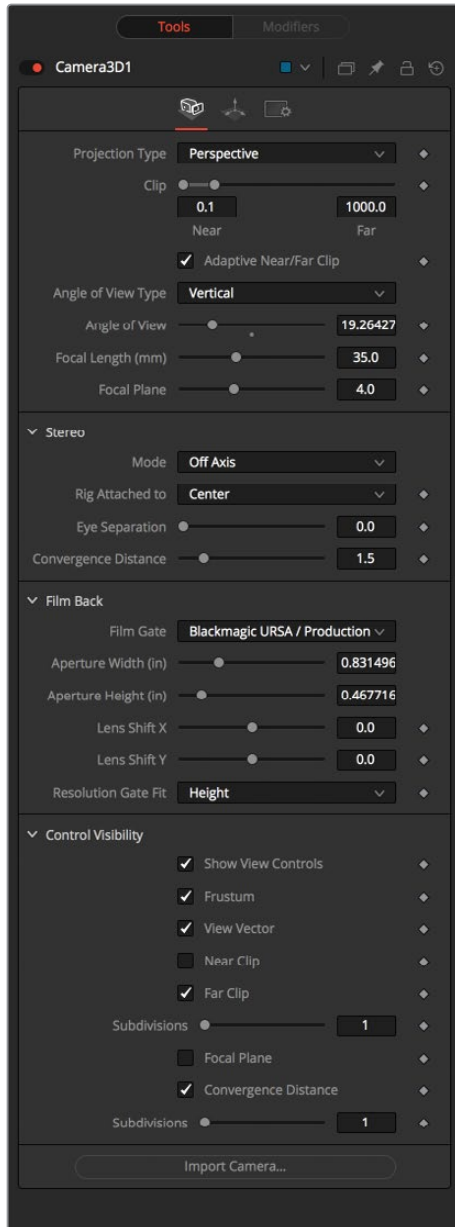 Tools Modifiers
Camera3D1
Projection Type Perspective
Clip
0.1 1000.0
Near Far
Adaptive Near/Far Clip
Angle of View Type Vertical
Angle of View 19.26427
Focal Length (mm) 35.0
Focal Plane 4.0
Stereo
Mode Off Axis
Rig Attached to Center
Eye Separation 0.0
Convergence Distance 1.5
Film Back
Film Gate Blackmagic URSA / Production
Aperture Width (in) 0.831496
Aperture Height (in) 0.467716
Lens Shift X 0.0
Lens Shift Y 0.0
Resolution Gate Fit Height
Control Visibility
Show View Controls
Frustum
View Vector
Near Clip
Far Clip
Subdivisions 1
Focal Plane
Convergence Distance
Subdivisions 1
Import Camera...